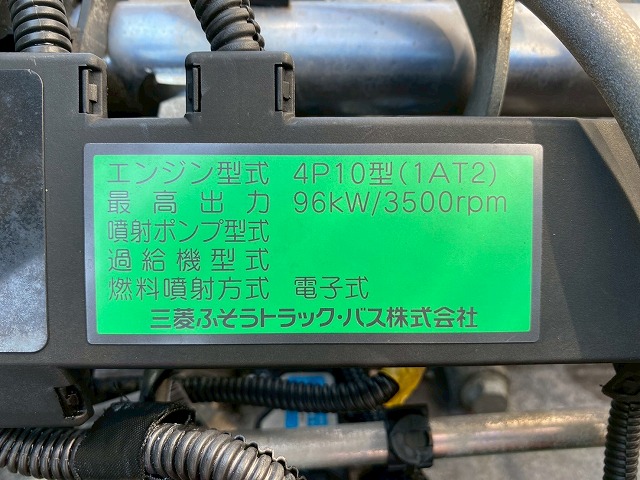 エンジン型式 4P10型(1AT2)
最高出力 96kW/3500rpm
噴射ポンプ型式
過給機型式
燃料噴射方式 電子式
三菱ふそうトラック・バス株式会社